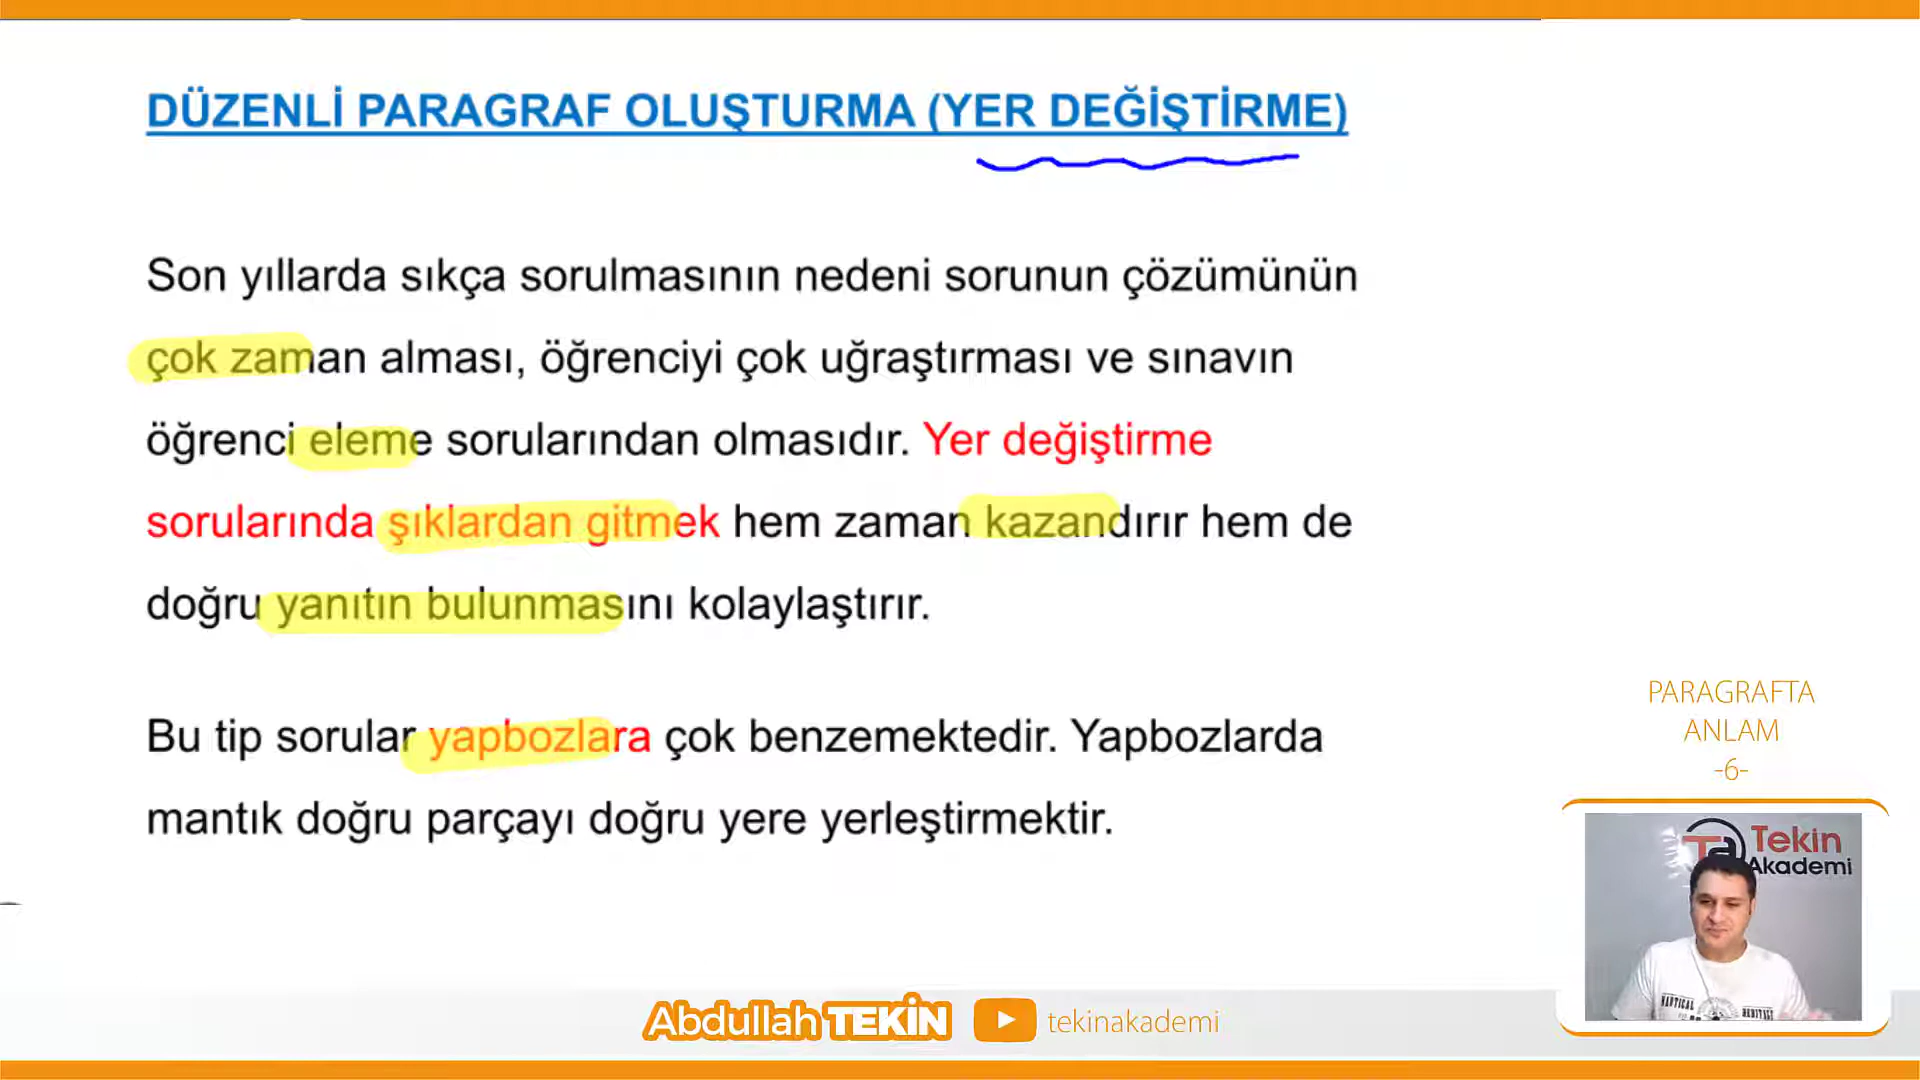 DÜZENLİ PARAGRAF OLUŞTURMA (YER DEĞİŞTİRME)
Son yıllarda sıkça sorulmasının nedeni sorunun çözümünün
çok zaman alması, öğrenciyi çok uğraştırması ve sınavın
öğrenci eleme sorularından olmasıdır. Yer değiştirme
sorularında şıklardan gitmek hem zaman kazandırır hem de
doğru yanıtın bulunmasını kolaylaştırır.
Bu tip sorular yapbozlara çok benzemektedir. Yapbozlarda
mantık doğru parçayı doğru yere yerleştirmektir.
PARAGRAFTA
ANLAM
-6-
Ta Tekin
Akademi
NAUTICAL HERITAGE
Abdullah TEKİN tekinakademi